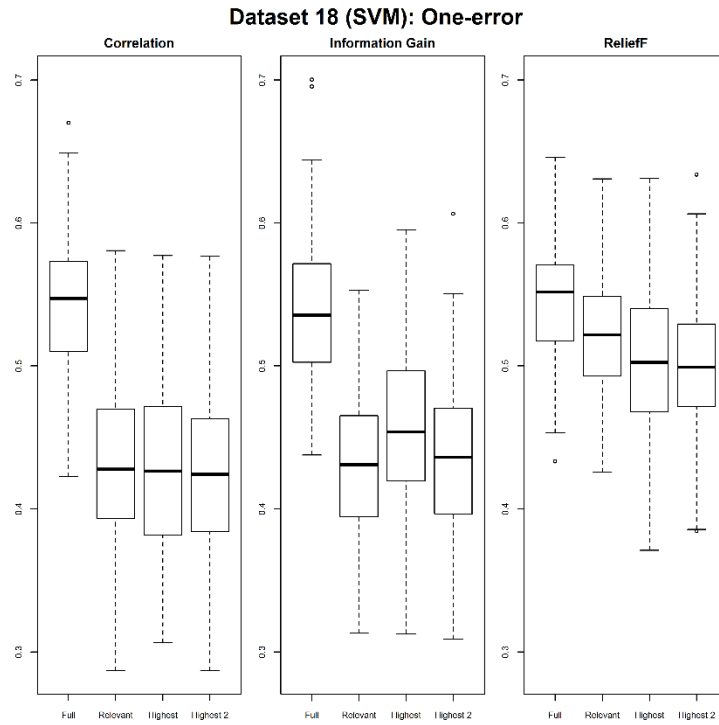 Dataset 18 (SVM): One-error
Correlation Information Gain ReliefF
0.7 0.7 0.7
0.6 0.6 0.6
0.5 0.5 0.5
0.4 0.4 0.4
0.3 0.3 0.3
Full Relevant Highest Highest 2 Full Relevant Highest Highest 2 Full Relevant Highest Highest 2